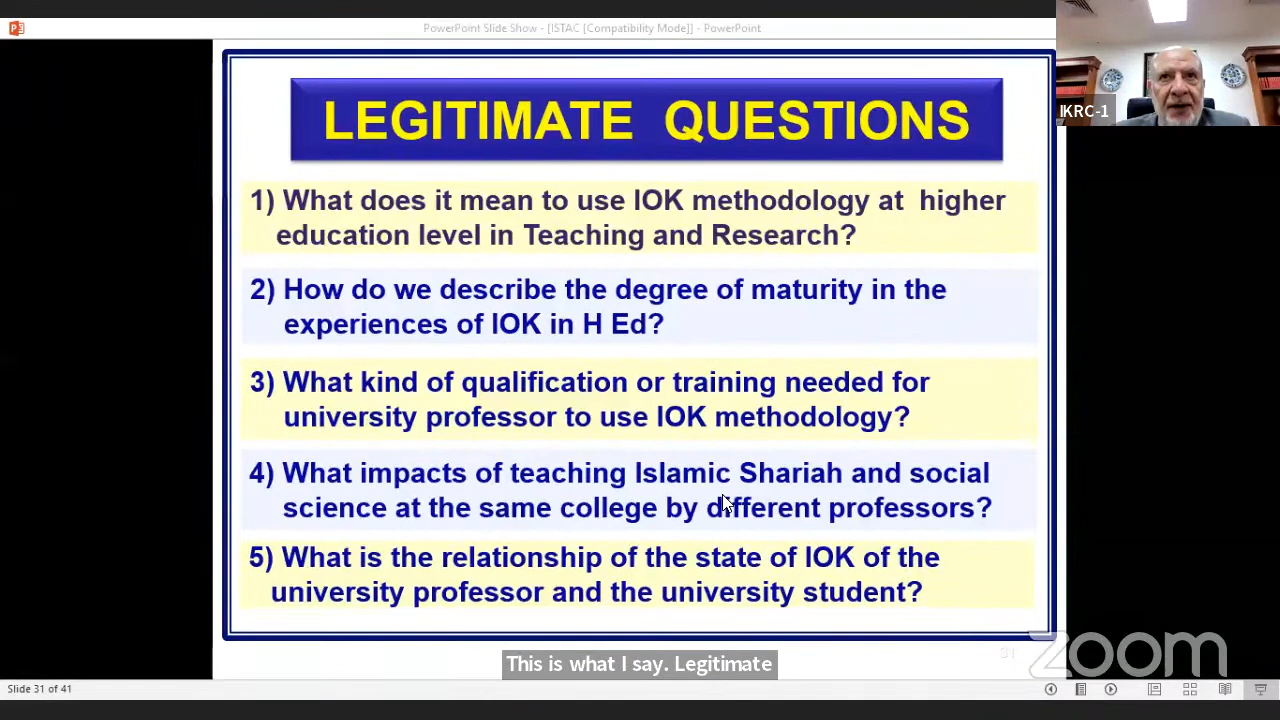 PowerPoint Slide Show - [ISTAC [Compatibility Mode]] - PowerPoint
IKRC-1
LEGITIMATE QUESTIONS
1) What does it mean to use IOK methodology at higher
education level in Teaching and Research?
2) How do we describe the degree of maturity in the
experiences of IOK in H Ed?
3) What kind of qualification or training needed for
university professor to use IOK methodology?
4) What impacts of teaching Islamic Shariah and social
science at the same college by different professors?
5) What is the relationship of the state of IOK of the
university professor and the university student?
31
This is what I say. Legitimate
zoom
Slide 31 of 41